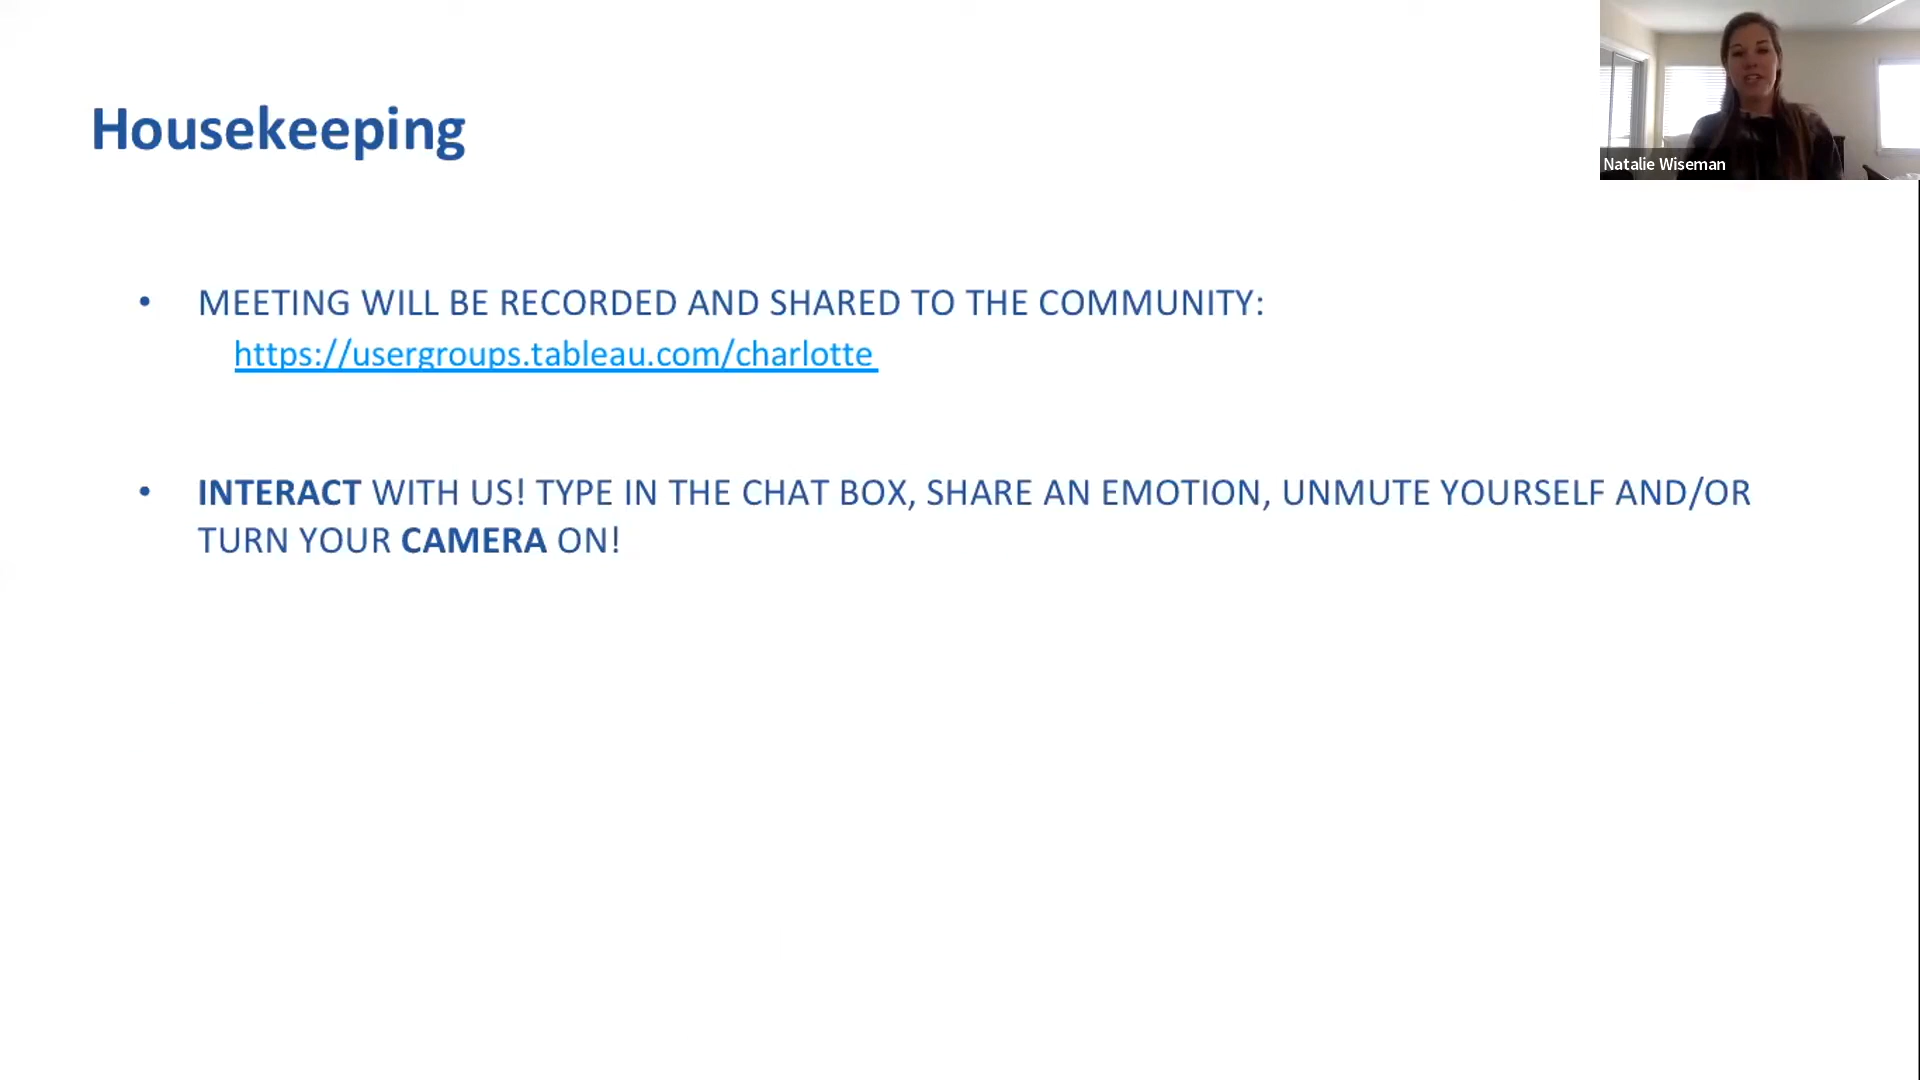 Housekeeping
Natalie Wiseman
• MEETING WILL BE RECORDED AND SHARED TO THE COMMUNITY:
https://usergroups.tableau.com/charlotte
• INTERACT WITH US! TYPE IN THE CHAT BOX, SHARE AN EMOTION, UNMUTE YOURSELF AND/OR
TURN YOUR CAMERA ON!